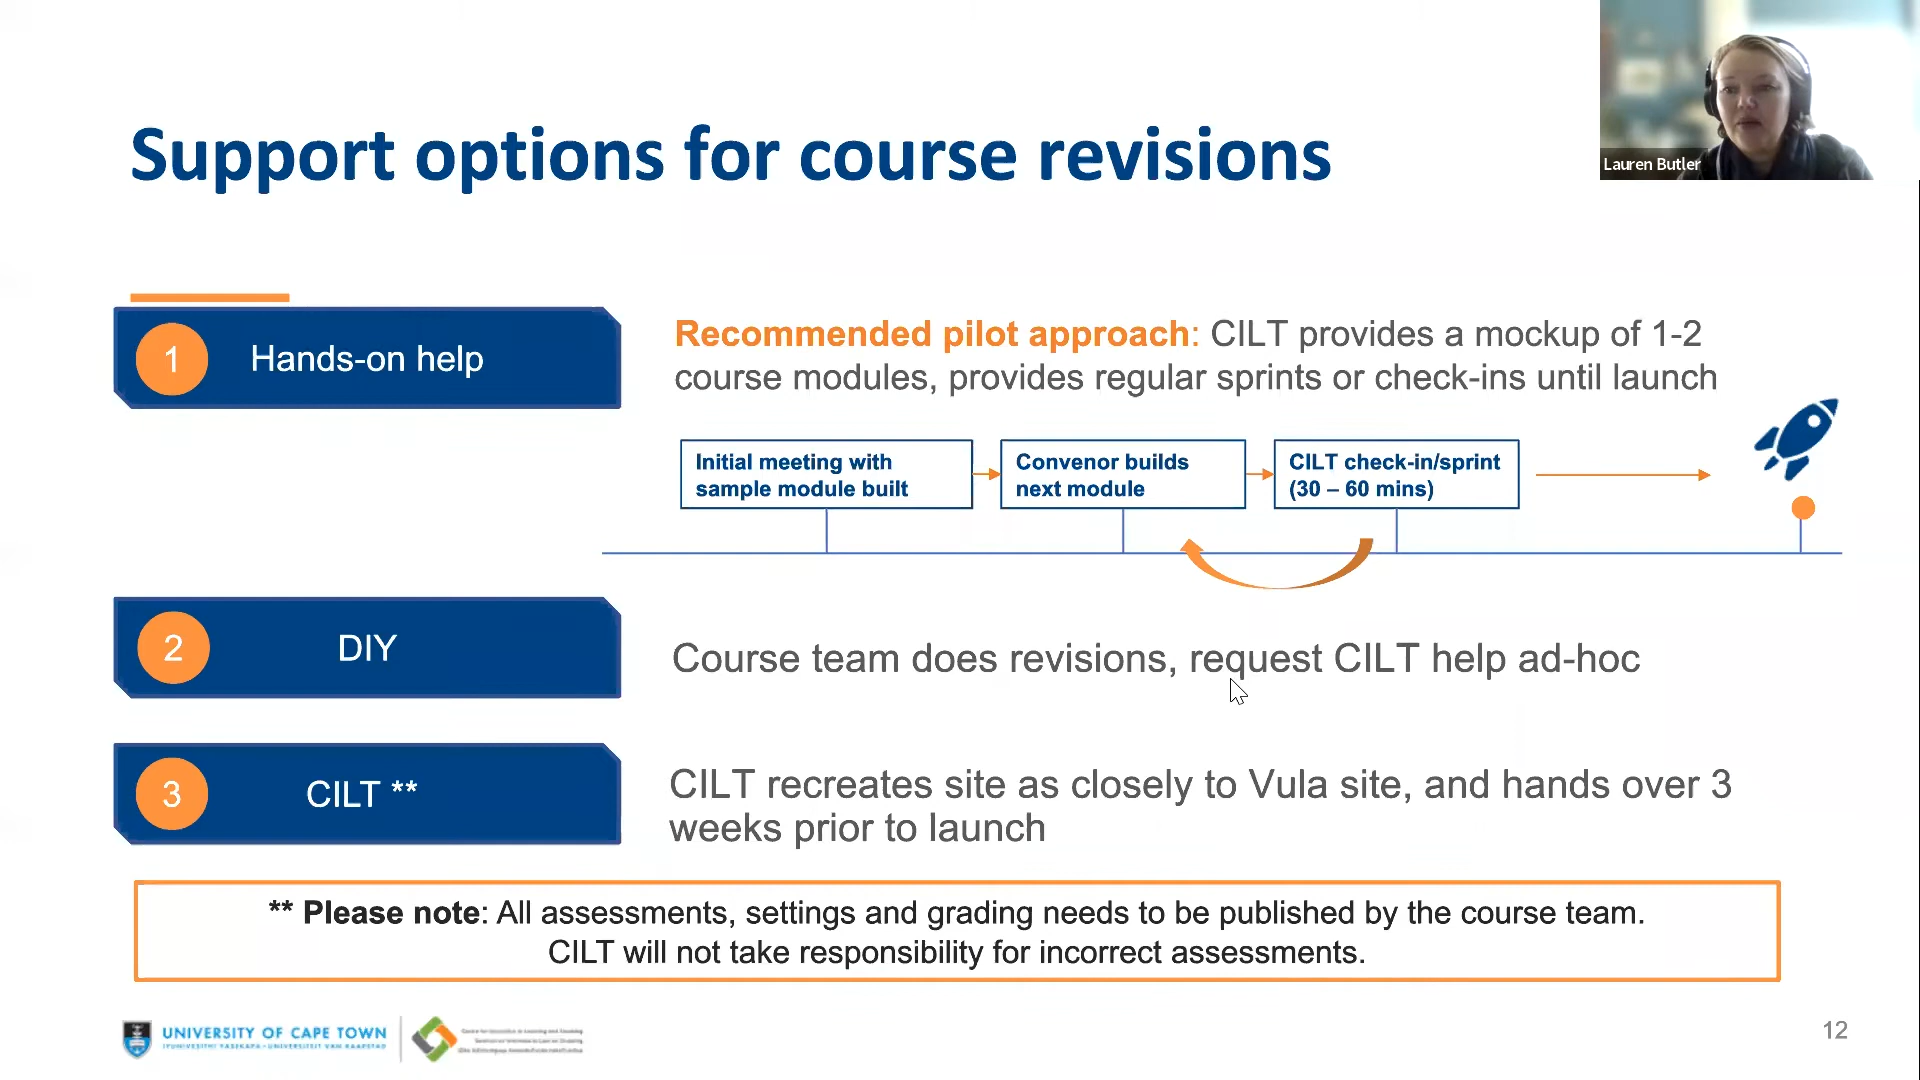 Lauren Butler
Support options for course revisions
1 Hands-on help
Recommended pilot approach: CILT provides a mockup of 1-2
course modules, provides regular sprints or check-ins until launch
Initial meeting with
sample module built
Convenor builds
next module
CILT check-in/sprint
(30 – 60 mins)
2 DIY
Course team does revisions, request CILT help ad-hoc
3 CILT **
CILT recreates site as closely to Vula site, and hands over 3
weeks prior to launch
** Please note: All assessments, settings and grading needs to be published by the course team.
CILT will not take responsibility for incorrect assessments.
UNIVERSITY OF CAPE TOWN
12